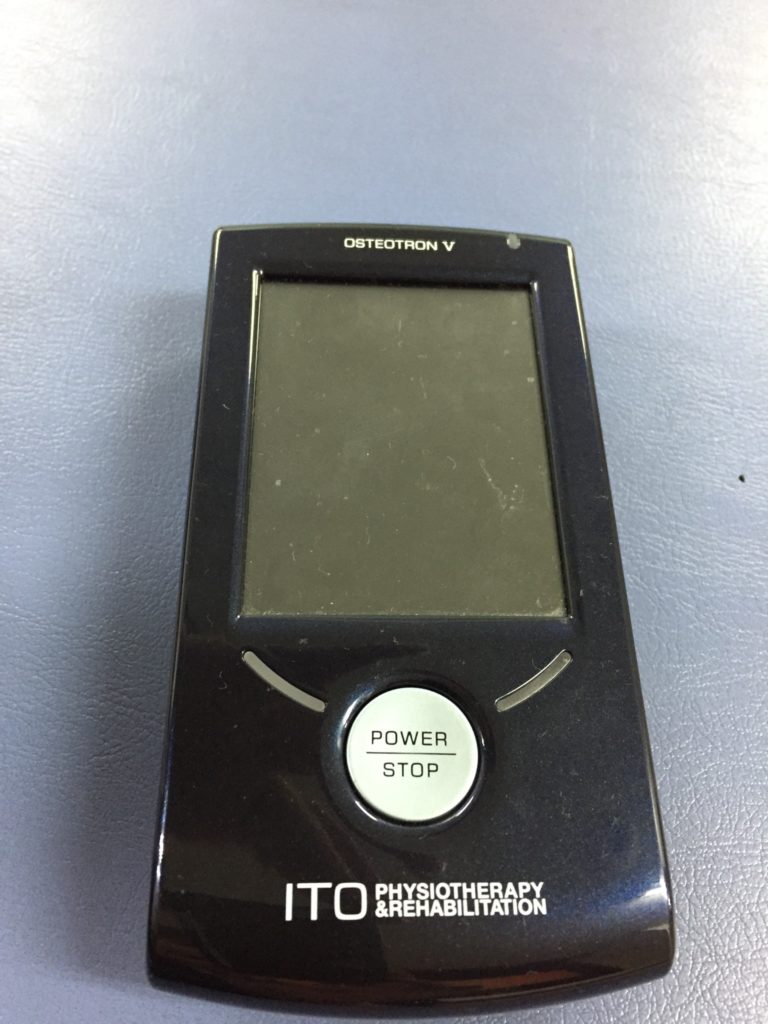 OSTEOTRON V
POWER
STOP
ITO PHYSIOTHERAPY
&REHABILITATION